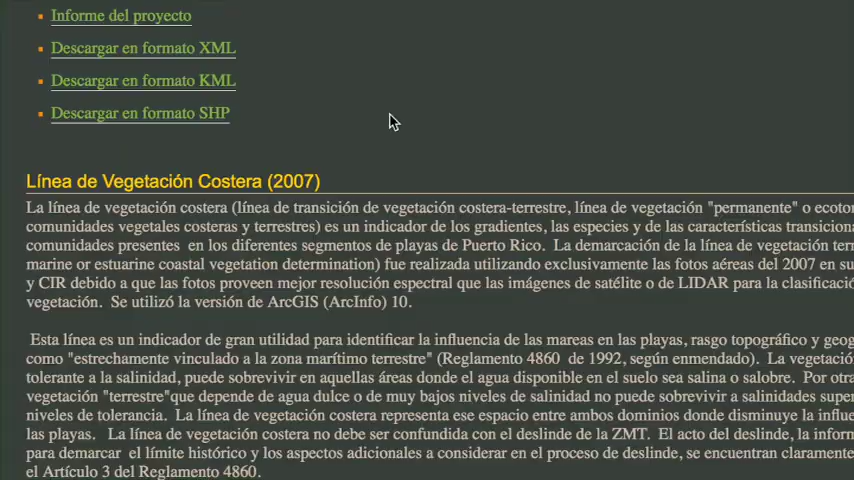 Informe del proyecto
Descargar en formato XML
Descargar en formato KML
Descargar en formato SHP
Línea de Vegetación Costera (2007)
La línea de vegetación costera (línea de transición de vegetación costera-terrestre, línea de vegetación "permanente" o ecoton
comunidades vegetales costeras y terrestres) es un indicador de los gradientes, las especies y de las características transiciona
comunidades presentes en los diferentes segmentos de playas de Puerto Rico. La demarcación de la línea de vegetación terr
marine or estuarine coastal vegetation determination) fue realizada utilizando exclusivamente las fotos aéreas del 2007 en su
y CIR debido a que las fotos proveen mejor resolución espectral que las imágenes de satélite o de LIDAR para la clasificació
vegetación. Se utilizó la versión de ArcGIS (ArcInfo) 10.
Esta línea es un indicador de gran utilidad para identificar la influencia de las mareas en las playas, rasgo topográfico y geog
como "estrechamente vinculado a la zona marítimo terrestre" (Reglamento 4860 de 1992, según enmendado). La vegetació
tolerante a la salinidad, puede sobrevivir en aquellas áreas donde el agua disponible en el suelo sea salina o salobre. Por otra
vegetación "terrestre"que depende de agua dulce o de muy bajos niveles de salinidad no puede sobrevivir a salinidades super
niveles de tolerancia. La línea de vegetación costera representa ese espacio entre ambos dominios donde disminuye la influe
las playas. La línea de vegetación costera no debe ser confundida con el deslinde de la ZMT. El acto del deslinde, la inform
para demarcar el límite histórico y los aspectos adicionales a considerar en el proceso de deslinde, se encuentran claramente
el Artículo 3 del Reglamento 4860.